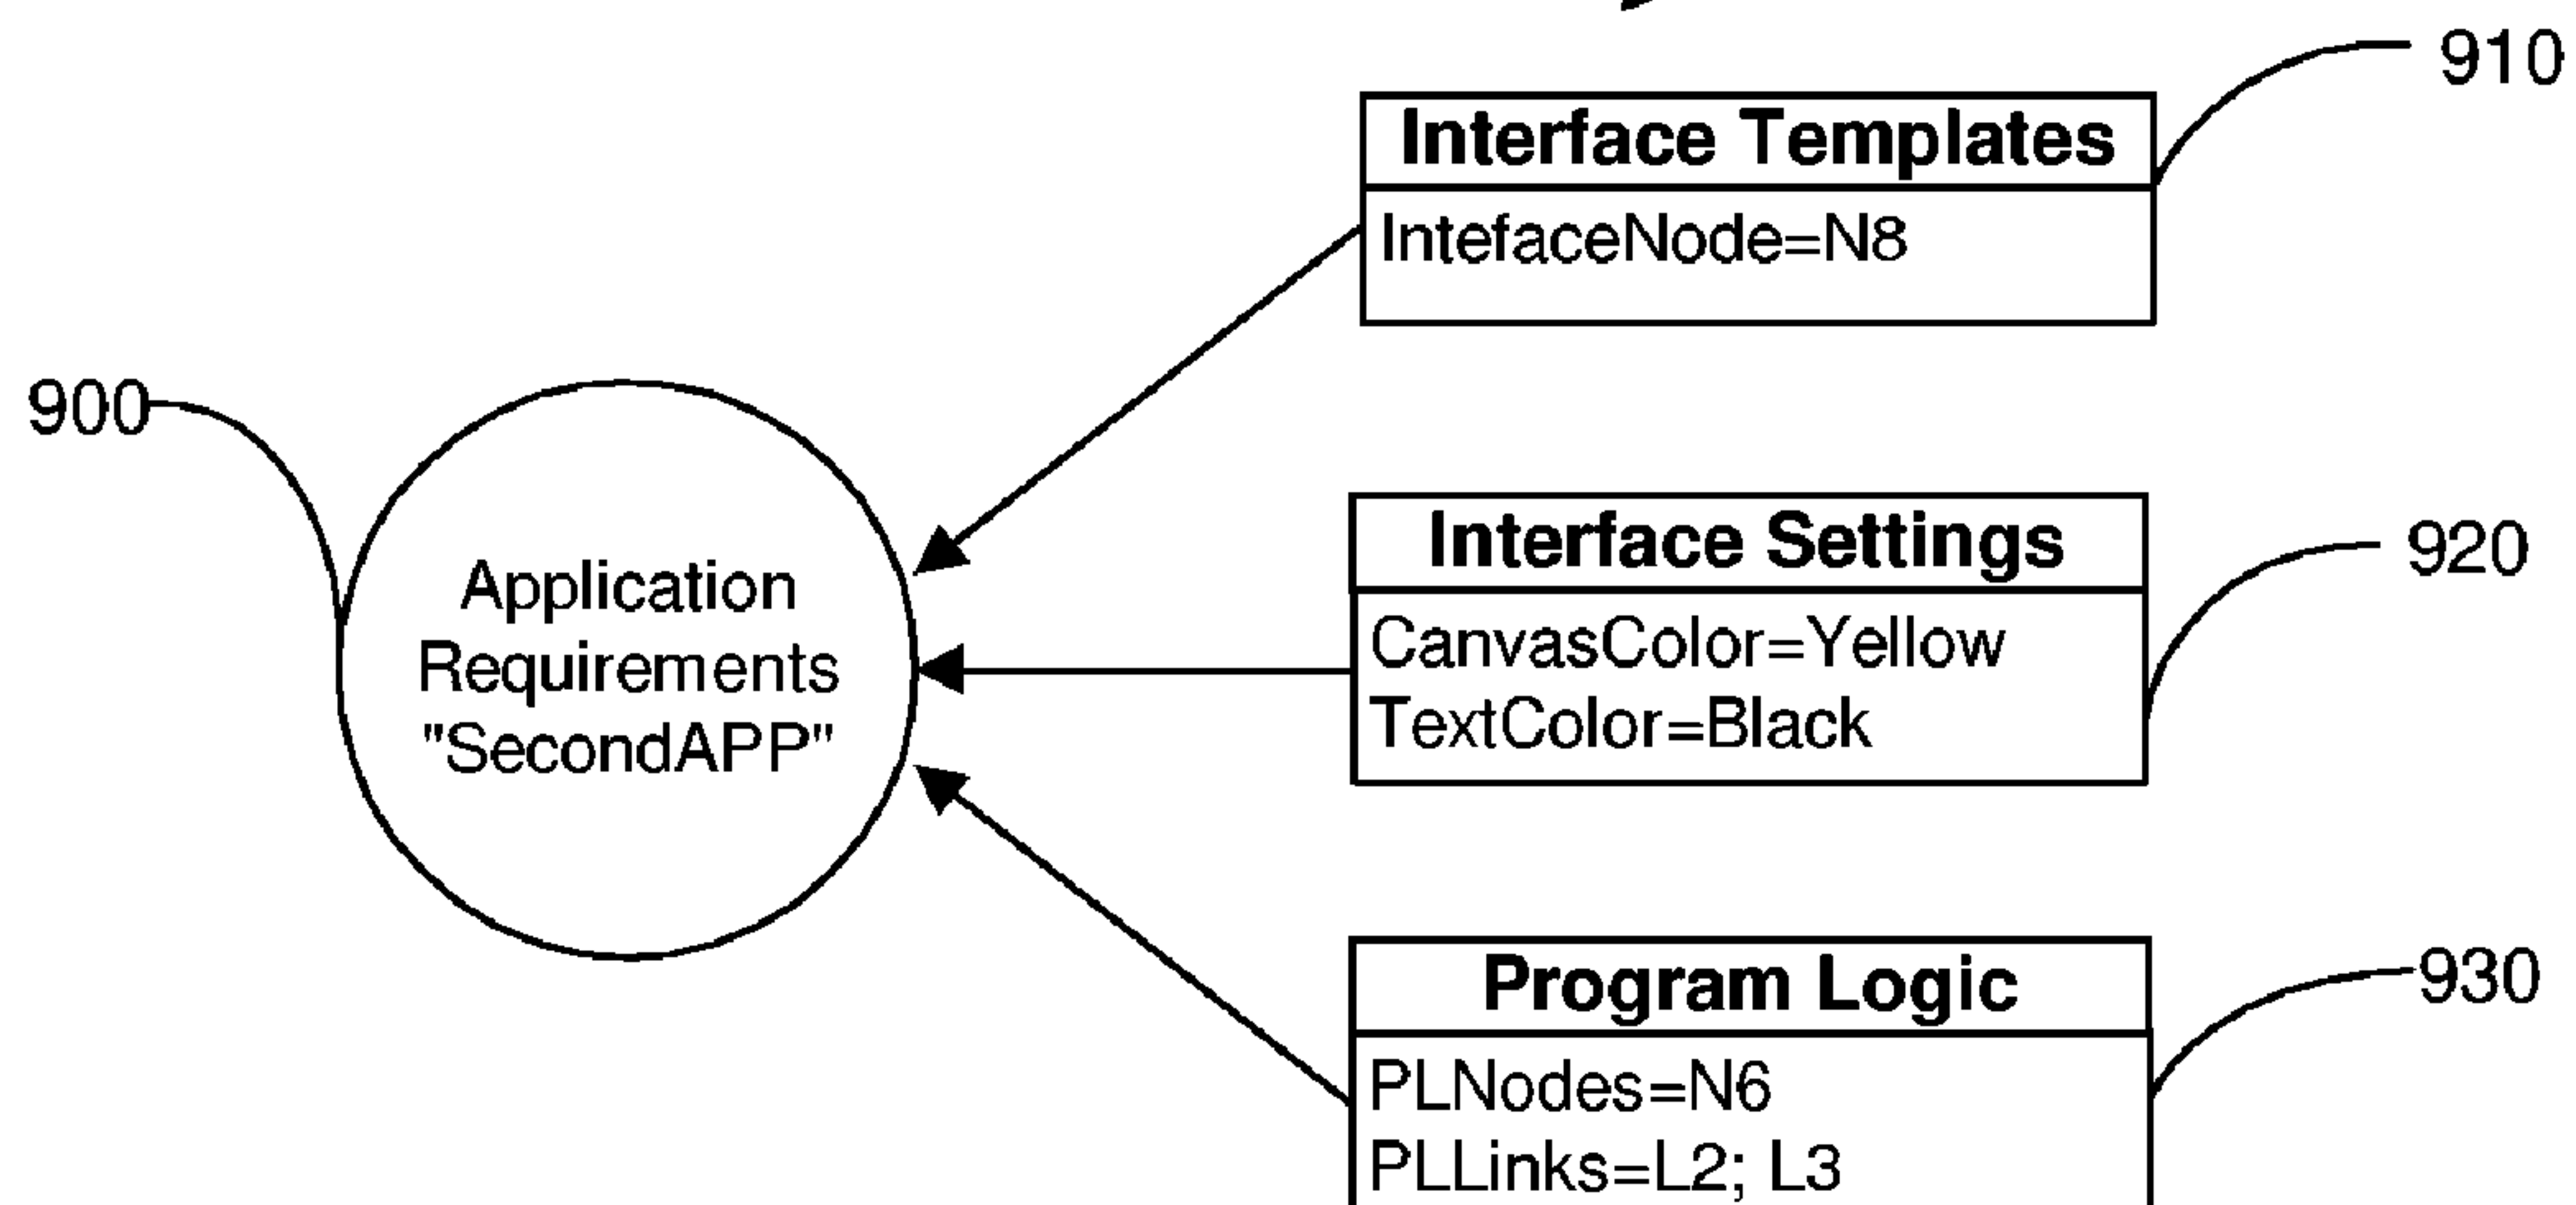 910
Interface Templates
IntefaceNode=N8
900
Application
Requirements
"SecondAPP"
Interface Settings
920
CanvasColor=Yellow
TextColor=Black
Program Logic
930
PLNodes=N6
PLLinks=L2; L3